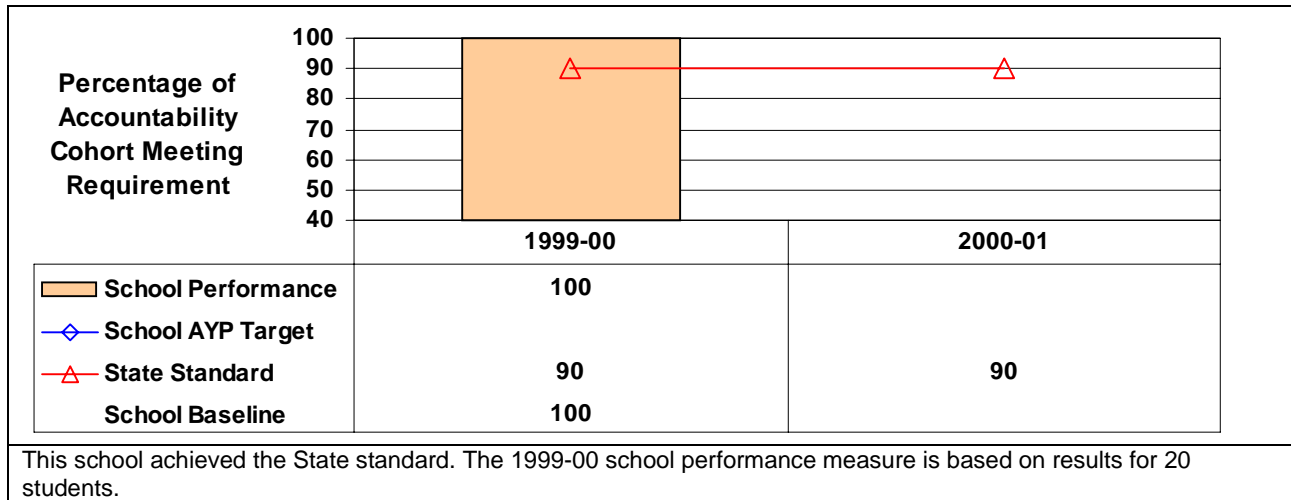 Percentage of
Accountability
Cohort Meeting
Requirement
100
90
80
70
60
50
40
1999-00 2000-01
School Performance 100
School AYP Target
State Standard 90 90
School Baseline 100
This school achieved the State standard. The 1999-00 school performance measure is based on results for 20
students.